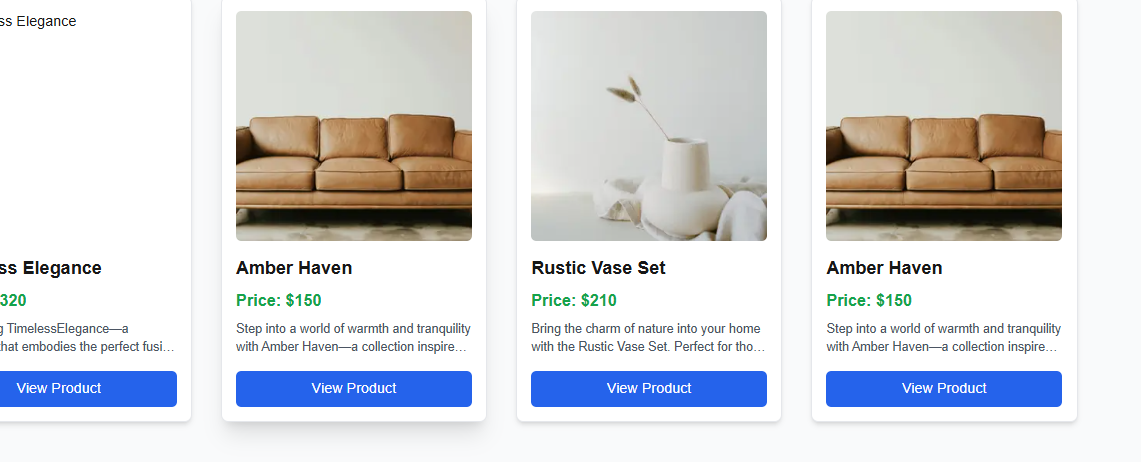 ss Elegance
ss Elegance
320
g TimelessElegance—a
hat embodies the perfect fusi...
View Product
Amber Haven
Price: $150
Step into a world of warmth and tranquility
with Amber Haven—a collection inspire...
View Product
Rustic Vase Set
Price: $210
Bring the charm of nature into your home
with the Rustic Vase Set. Perfect for tho...
View Product
Amber Haven
Price: $150
Step into a world of warmth and tranquility
with Amber Haven—a collection inspire...
View Product